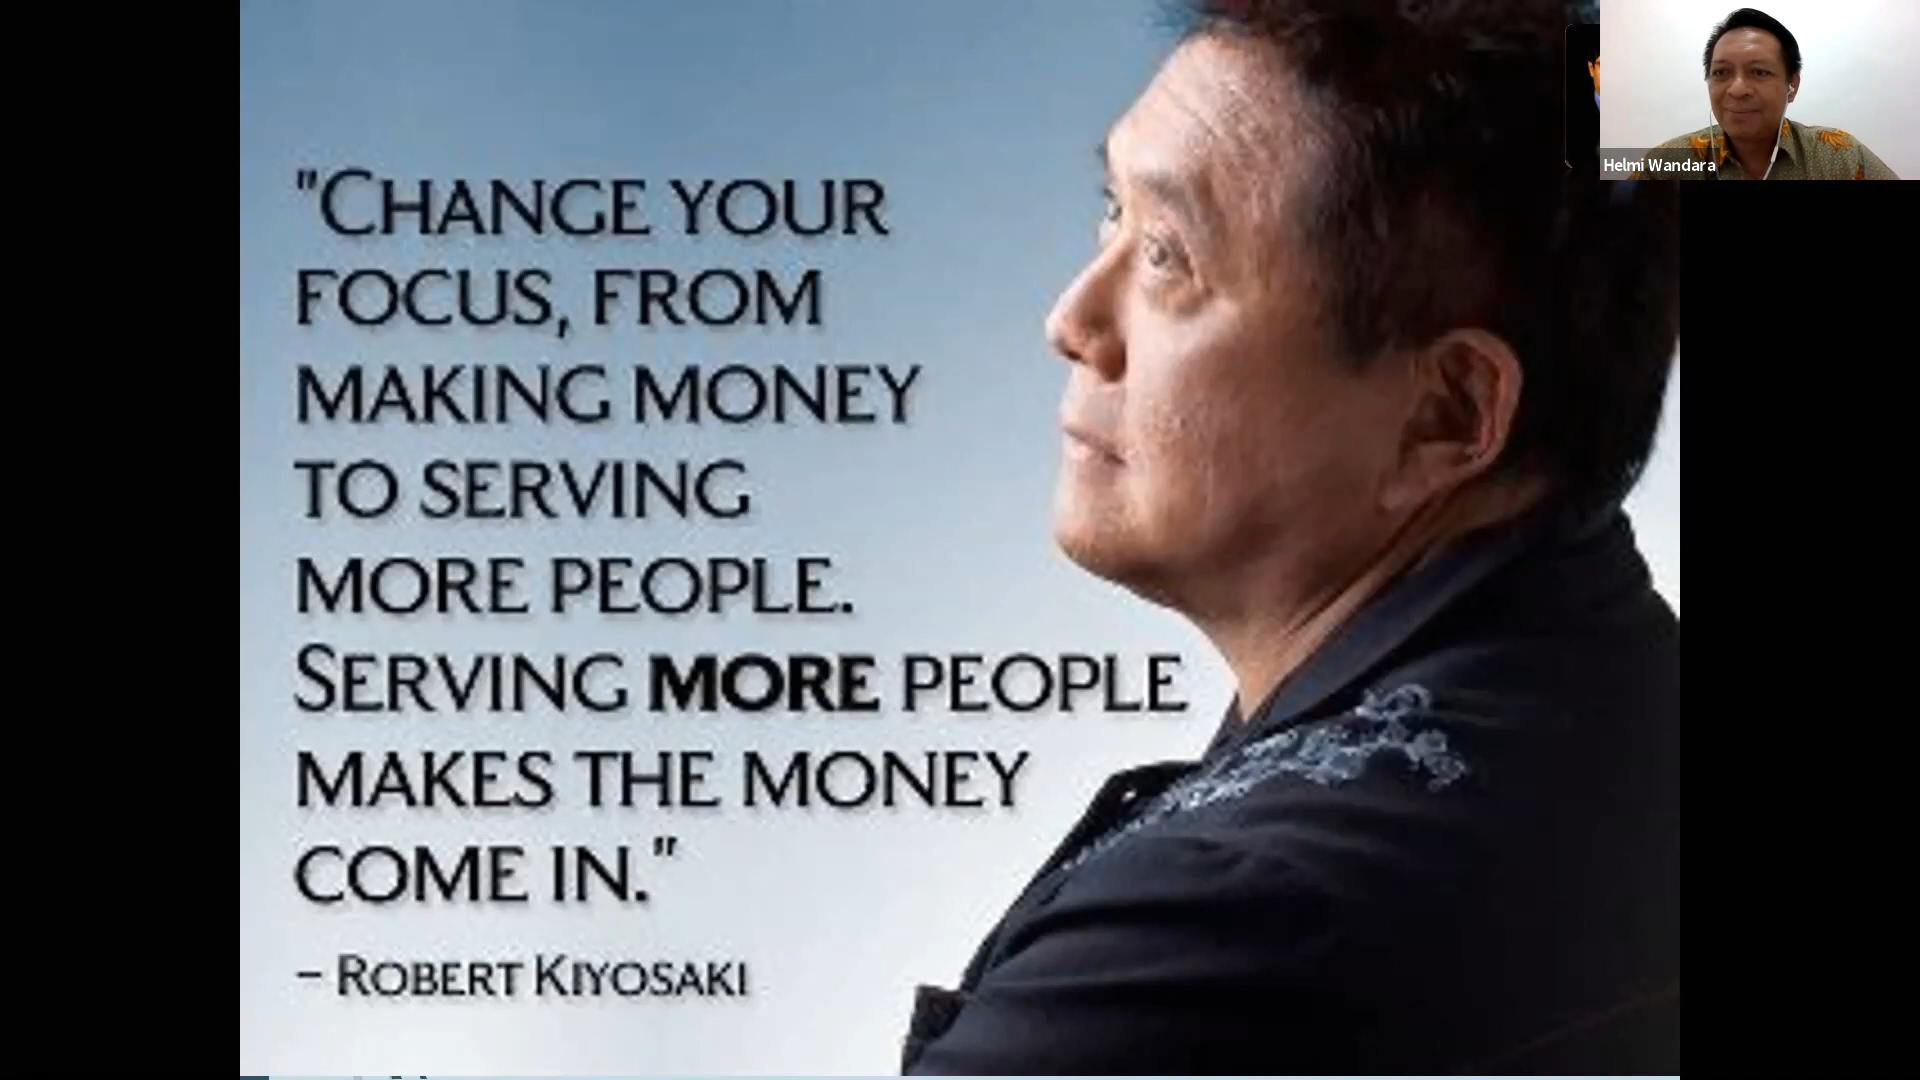 "CHANGE YOUR
FOCUS, FROM
MAKING MONEY
TO SERVING
MORE PEOPLE.
SERVING MORE PEOPLE
MAKES THE MONEY
COME IN."
– ROBERT KIYOSAKI
Helmi Wandara